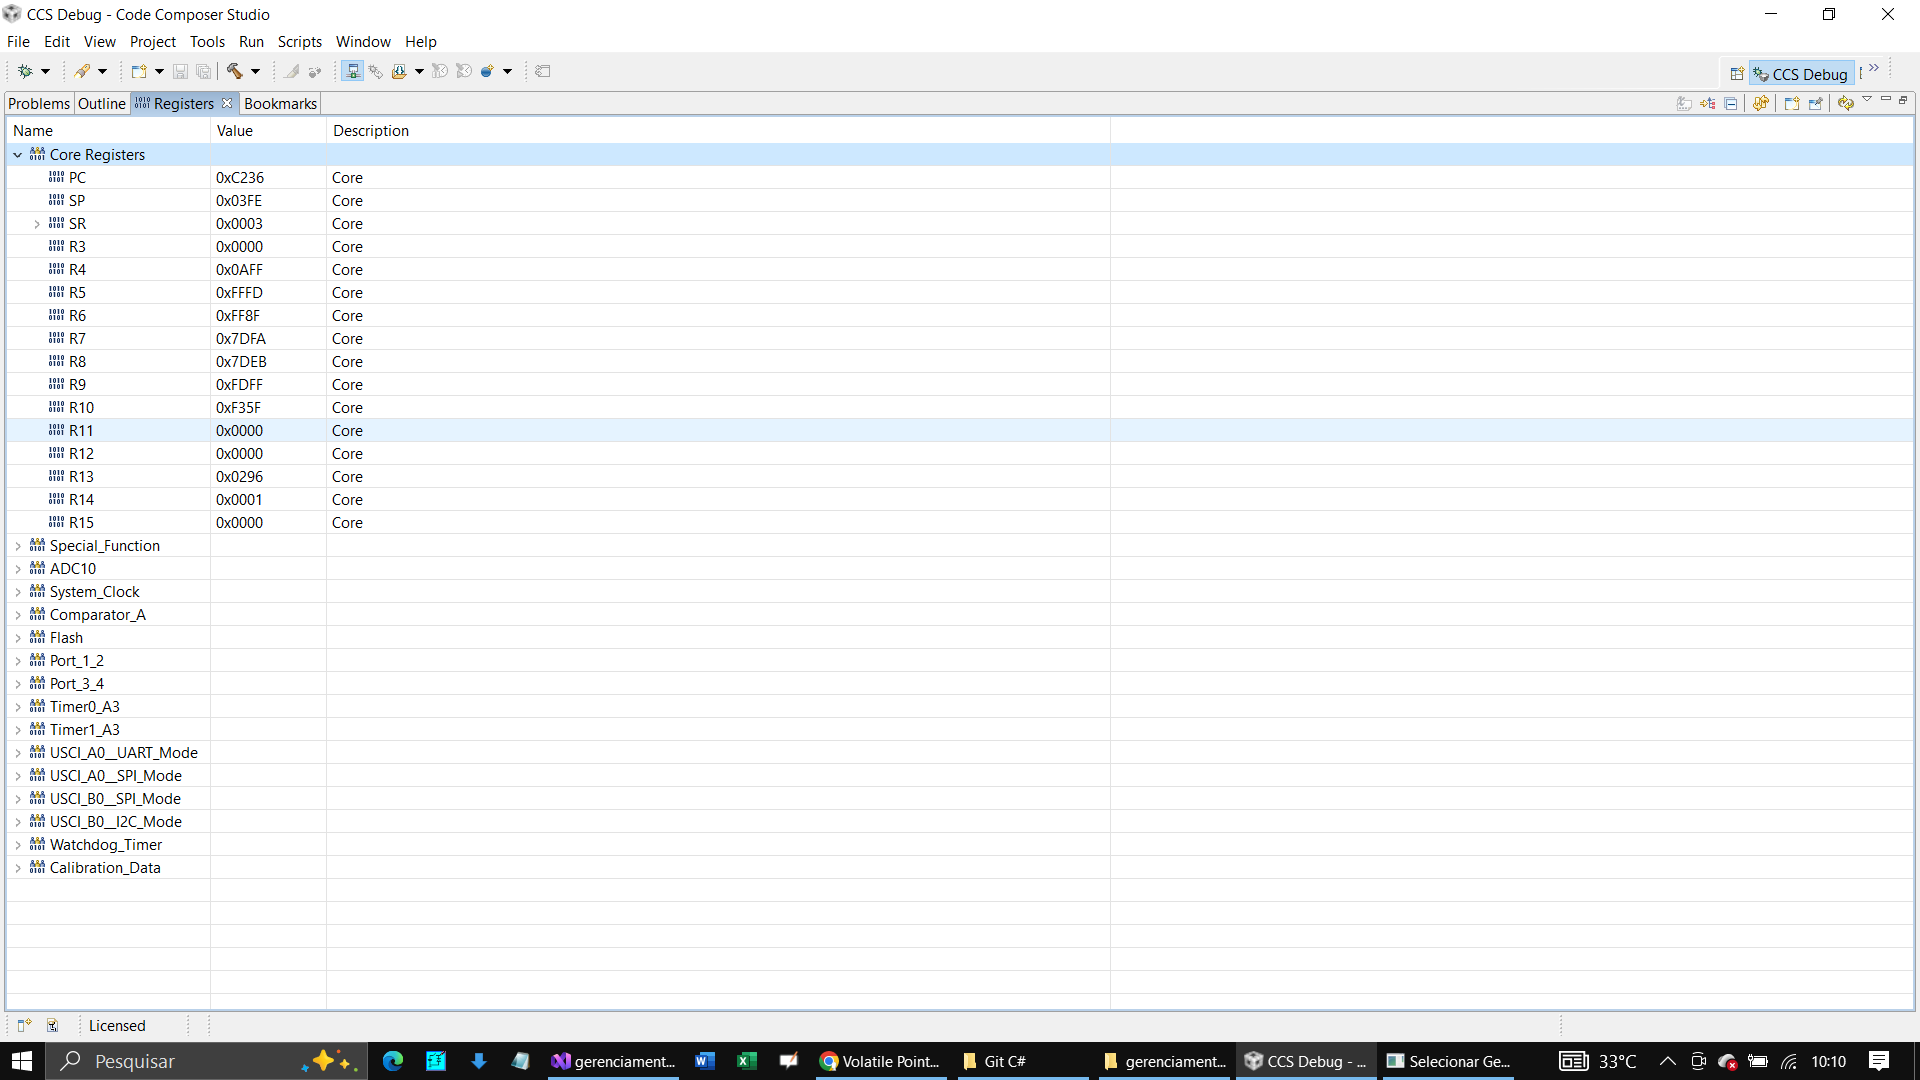 CCS Debug - Code Composer Studio
File Edit View Project Tools Run Scripts Window Help
CCS Debug
Problems Outline Registers Bookmarks
Name Value Description
Core Registers
PC 0xC236 Core
SP 0x03FE Core
SR 0x0003 Core
R3 0x0000 Core
R4 0x0AFF Core
R5 0xFFFD Core
R6 0xFF8F Core
R7 0x7DFA Core
R8 0x7DEB Core
R9 0xFDFF Core
R10 0xF35F Core
R11 0x0000 Core
R12 0x0000 Core
R13 0x0296 Core
R14 0x0001 Core
R15 0x0000 Core
Special_Function
ADC10
System_Clock
Comparator_A
Flash
Port_1_2
Port_3_4
Timer0_A3
Timer1_A3
USCI_A0__UART_Mode
USCI_A0__SPI_Mode
USCI_B0__SPI_Mode
USCI_B0__I2C_Mode
Watchdog_Timer
Calibration_Data
Licensed
Pesquisar gerenciament... Volatile Point... Git C# gerenciament... CCS Debug - ... Selecionar Ge... 33°C 10:10